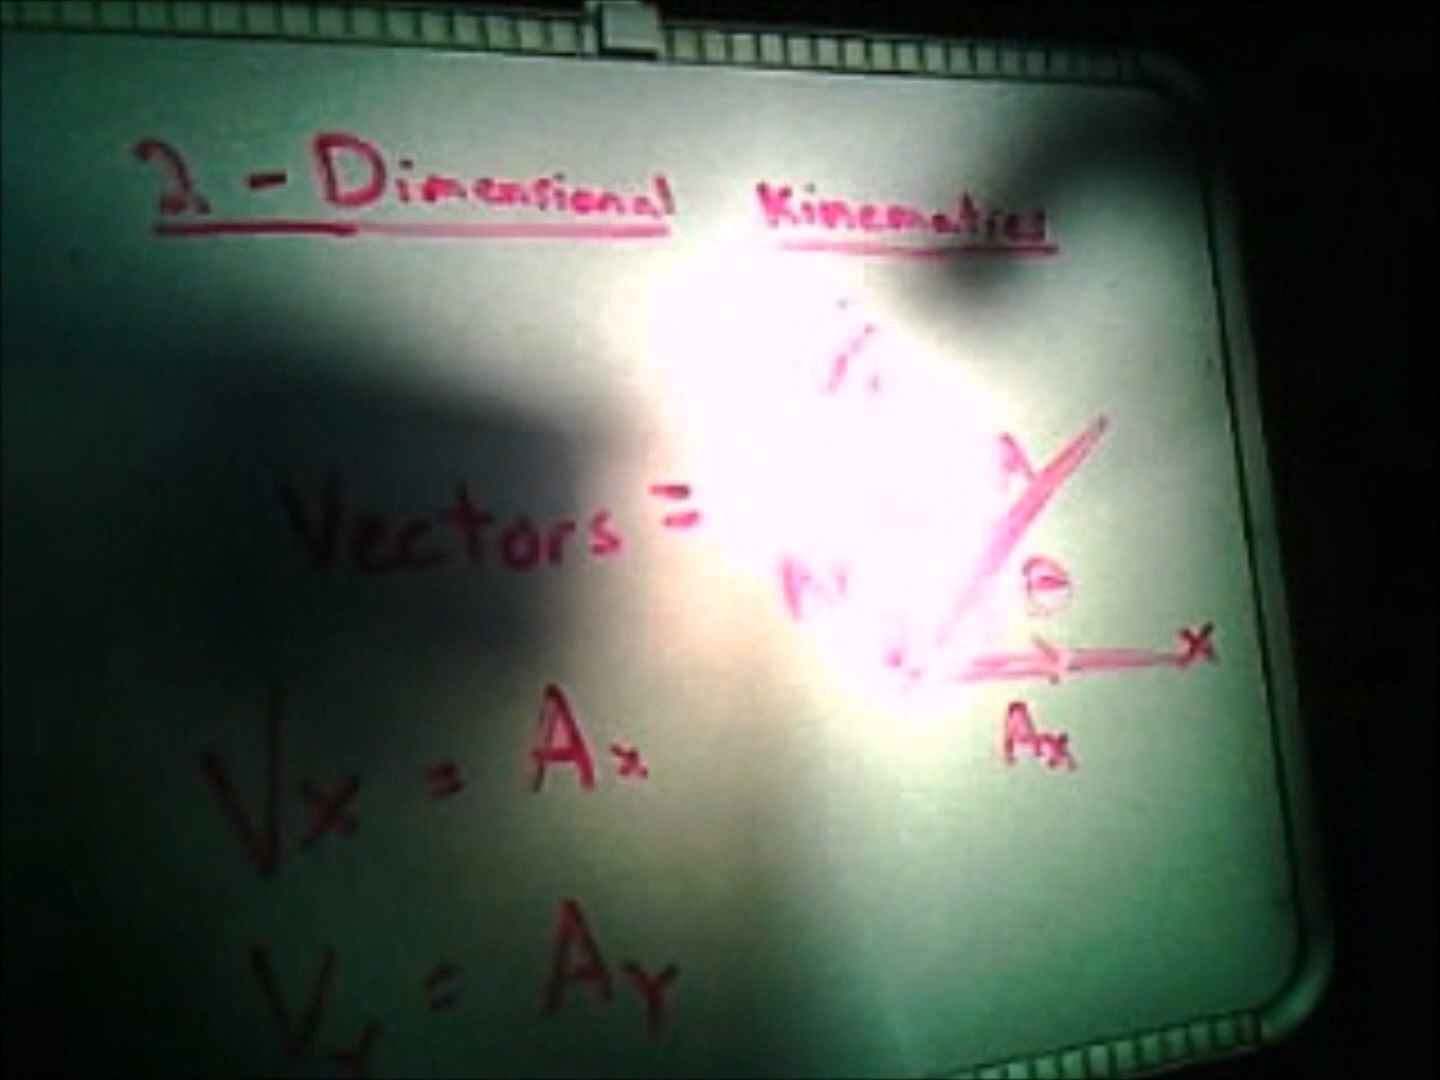 2-Dimensional Kinematics
A
Vectors =
θ
x
Ax
Vx = Ax
Vy = Ay